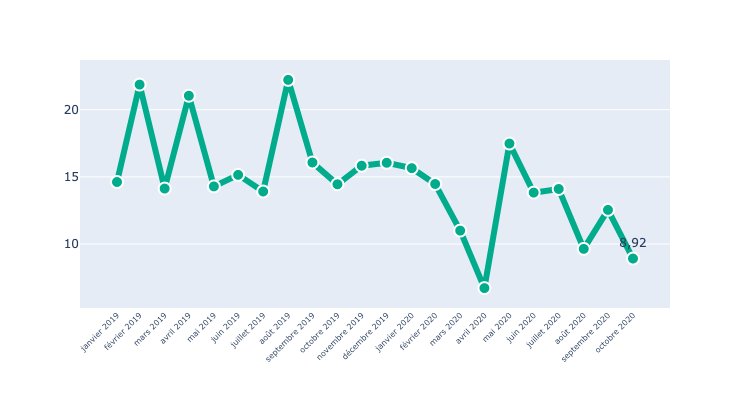 20
15
10
8,92
janvier 2019
février 2019
mars 2019
avril 2019
mai 2019
juin 2019
juillet 2019
août 2019
septembre 2019
octobre 2019
novembre 2019
décembre 2019
janvier 2020
février 2020
mars 2020
avril 2020
mai 2020
juin 2020
juillet 2020
août 2020
septembre 2020
octobre 2020